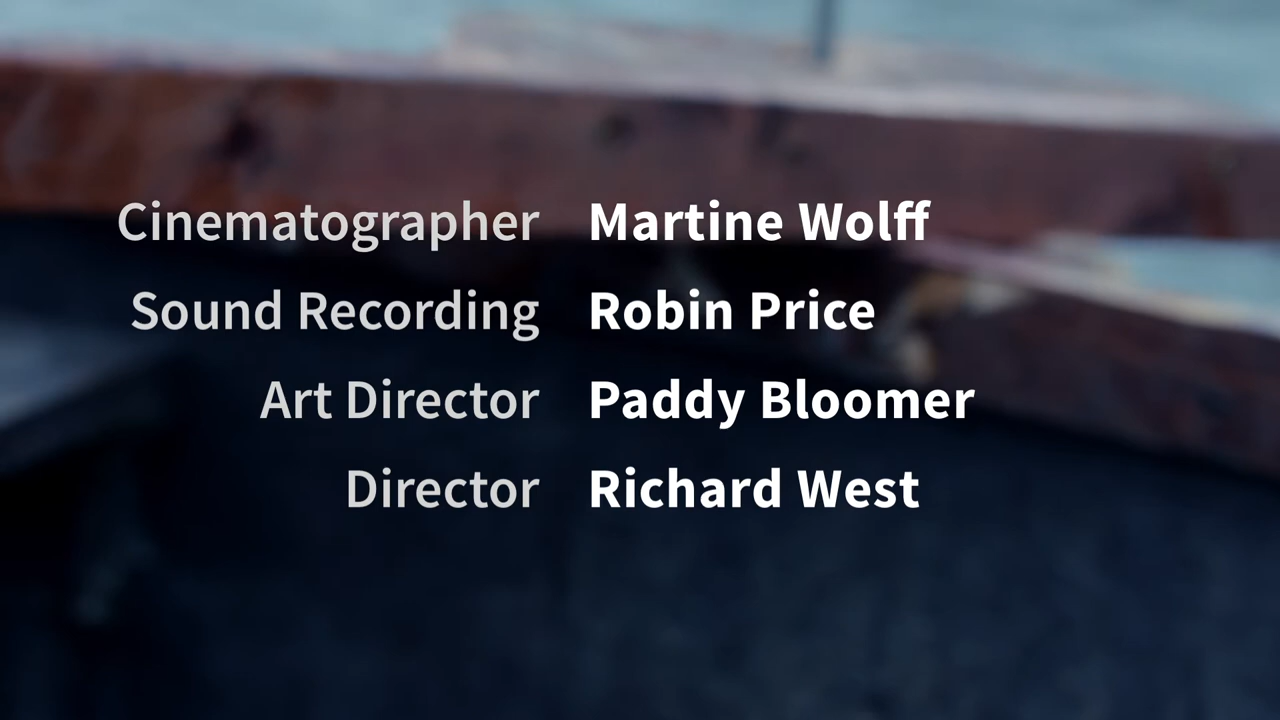 Cinematographer Martine Wolff
Sound Recording Robin Price
Art Director Paddy Bloomer
Director Richard West